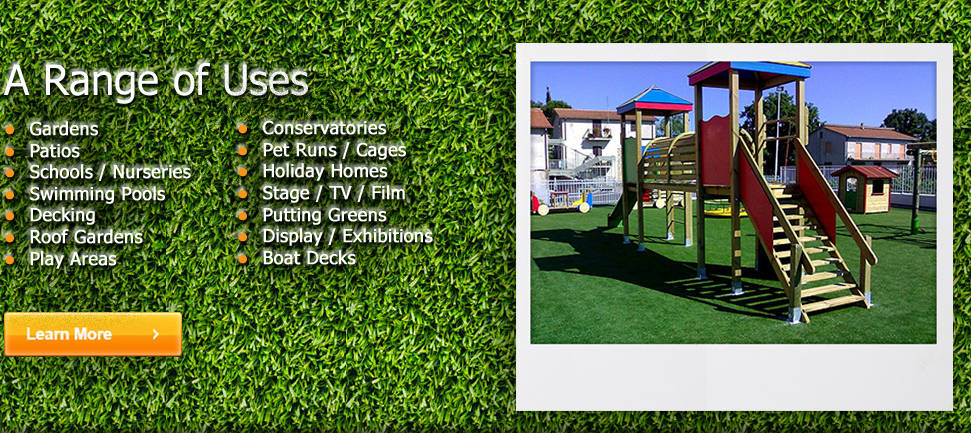 A Range of Uses
Gardens
Patios
Schools / Nurseries
Swimming Pools
Decking
Roof Gardens
Play Areas
Conservatories
Pet Runs / Cages
Holiday Homes
Stage / TV / Film
Putting Greens
Display / Exhibitions
Boat Decks
Learn More